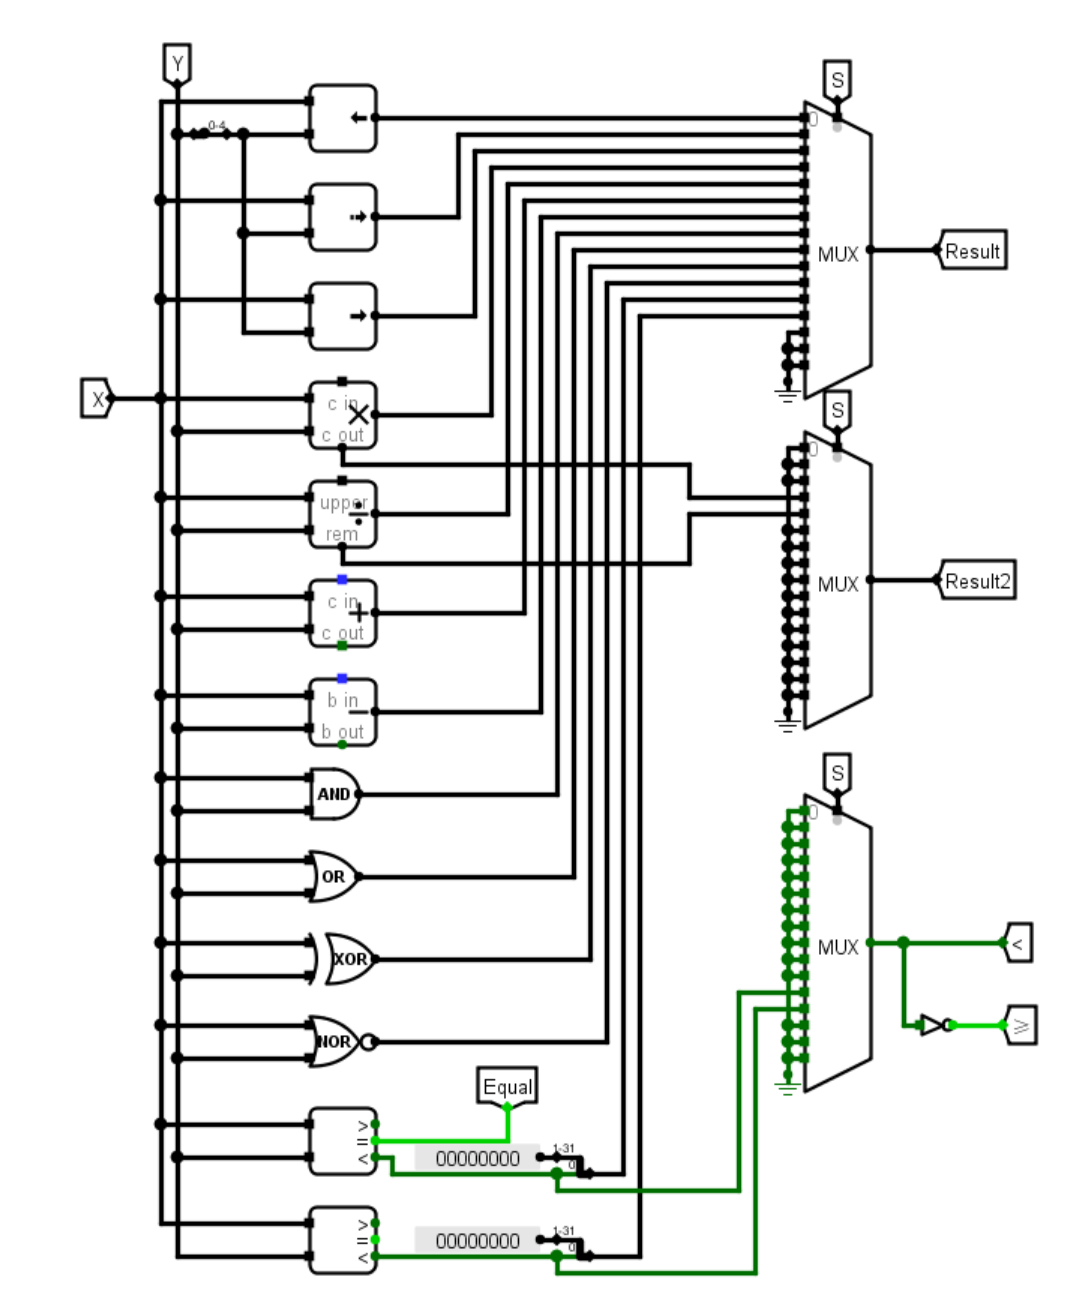 Y
S
0-4
0
MUX
Result
X
c in
c out
S
0
upper
rem
MUX
Result2
c in
c out
b in
b out
S
AND
0
OR
MUX
<
XOR
≥
NOR
Equal
>
=
<
00000000
1-31
0
>
=
<
00000000
1-31
0